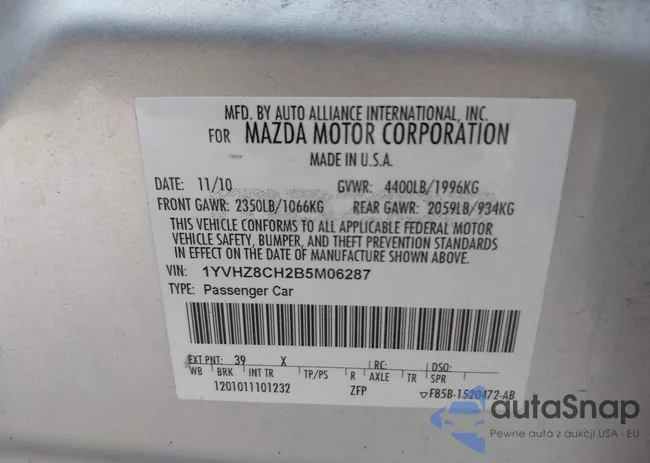 MFD. BY AUTO ALLIANCE INTERNATIONAL, INC.
FOR MAZDA MOTOR CORPORATION
MADE IN U.S.A.
DATE: 11/10 GVWR: 4400LB/1996KG
FRONT GAWR: 2350LB/1066KG REAR GAWR: 2059LB/934KG
THIS VEHICLE CONFORMS TO ALL APPLICABLE FEDERAL MOTOR
VEHICLE SAFETY, BUMPER, AND THEFT PREVENTION STANDARDS
IN EFFECT ON THE DATE OF MANUFACTURE SHOWN ABOVE.
VIN: 1YVHZ8CH2B5M06287
TYPE: Passenger Car
EXT PNT: 39 X RC: DSO:
WB BRK INT TR TP/PS R AXLE TR SPR
1201011101232 ZFP ▽FB5B-1520472-AB
autoSnap
Pewne auta z aukcji USA i EU